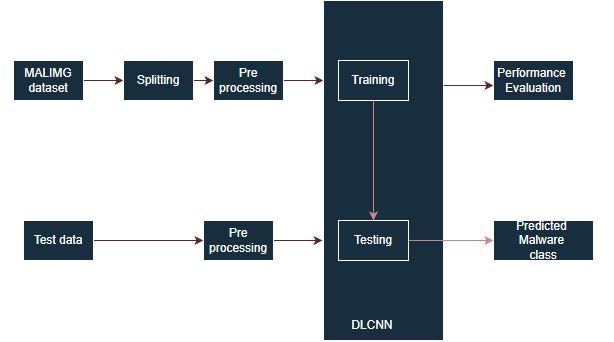 MALIMG
dataset
Splitting
Pre
processing
Training
Performance
Evaluation
Test data
Pre
processing
Testing
Predicted
Malware
class
DLCNN